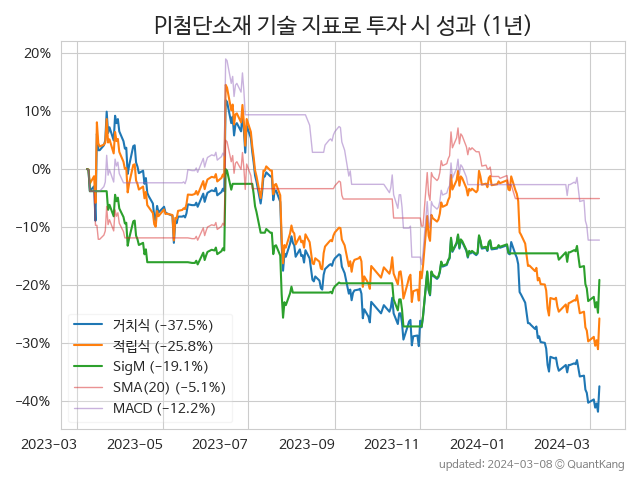 PI첨단소재 기술 지표로 투자 시 성과 (1년)
20%
10%
0%
−10%
−20%
−30%
−40%
거치식 (−37.5%)
적립식 (−25.8%)
SigM (−19.1%)
SMA(20) (−5.1%)
MACD (−12.2%)
2023−03
2023−05
2023−07
2023−09
2023−11
2024−01
2024−03
updated: 2024−03−08 © QuantKang